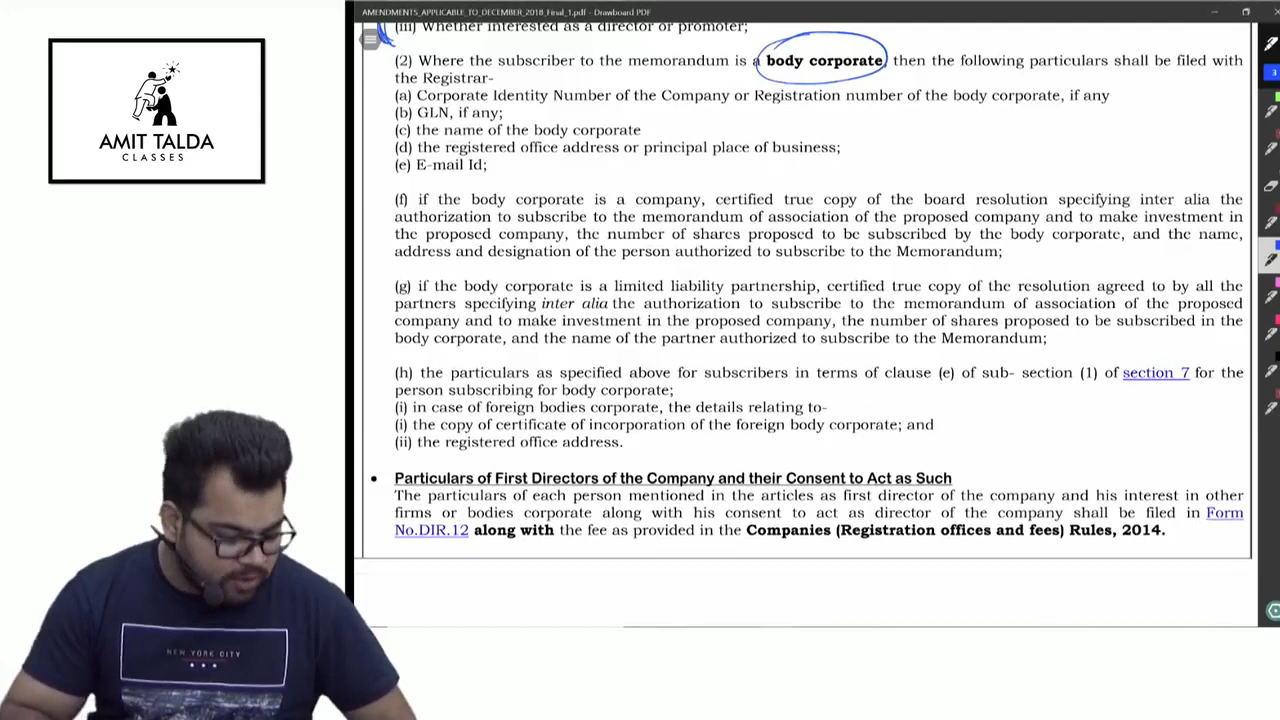 AMENDMENTS_APPLICABLE_TO_DECEMBER_2018_Final_1.pdf - Drawboard PDF
(iii) Whether interested as a director or promoter;
(2) Where the subscriber to the memorandum is a body corporate, then the following particulars shall be filed with
the Registrar-
(a) Corporate Identity Number of the Company or Registration number of the body corporate, if any
(b) GLN, if any;
(c) the name of the body corporate
(d) the registered office address or principal place of business;
(e) E-mail Id;
(f) if the body corporate is a company, certified true copy of the board resolution specifying inter alia the
authorization to subscribe to the memorandum of association of the proposed company and to make investment in
the proposed company, the number of shares proposed to be subscribed by the body corporate, and the name,
address and designation of the person authorized to subscribe to the Memorandum;
(g) if the body corporate is a limited liability partnership, certified true copy of the resolution agreed to by all the
partners specifying inter alia the authorization to subscribe to the memorandum of association of the proposed
company and to make investment in the proposed company, the number of shares proposed to be subscribed in the
body corporate, and the name of the partner authorized to subscribe to the Memorandum;
(h) the particulars as specified above for subscribers in terms of clause (e) of sub- section (1) of section 7 for the
person subscribing for body corporate;
(i) in case of foreign bodies corporate, the details relating to-
(i) the copy of certificate of incorporation of the foreign body corporate; and
(ii) the registered office address.
• Particulars of First Directors of the Company and their Consent to Act as Such
The particulars of each person mentioned in the articles as first director of the company and his interest in other
firms or bodies corporate along with his consent to act as director of the company shall be filed in Form
No.DIR.12 along with the fee as provided in the Companies (Registration offices and fees) Rules, 2014.
AMIT TALDA
CLASSES
NEW YORK CITY
3